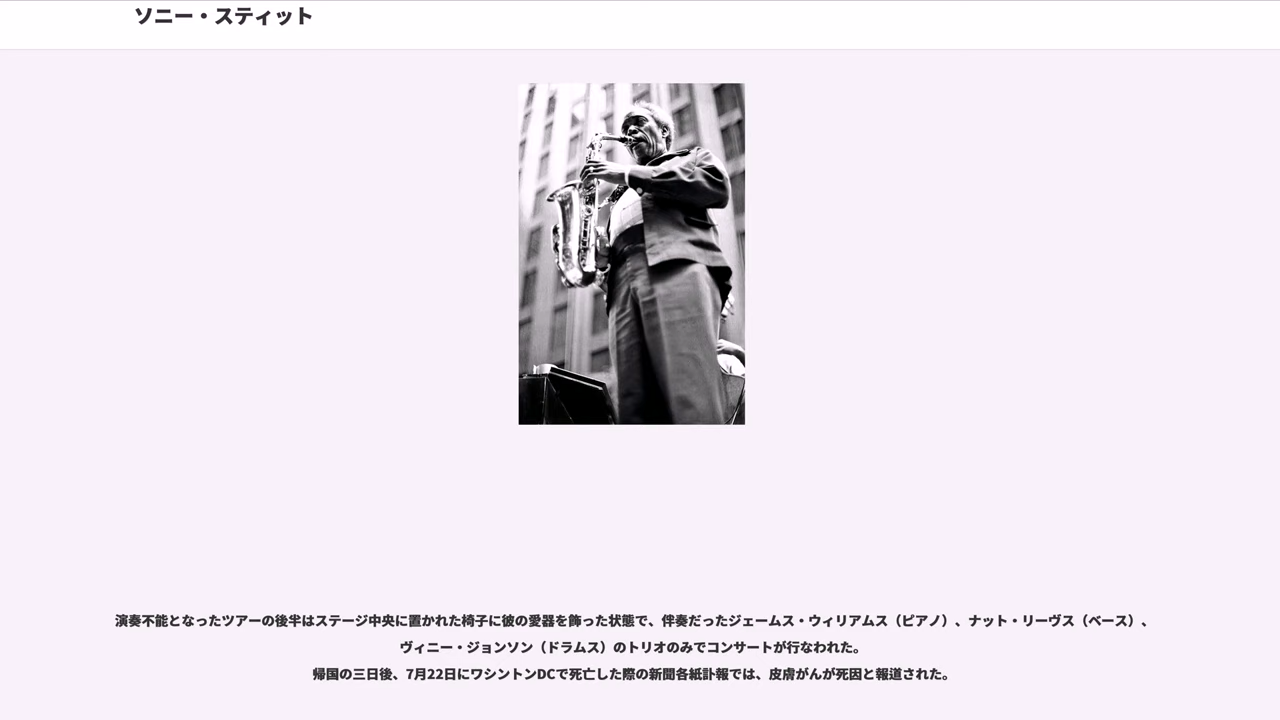 ソニー・スティット
演奏不能となったツアーの後半はステージ中央に置かれた椅子に彼の愛器を飾った状態で、伴奏だったジェームス・ウィリアムス（ピアノ）、ナット・リーヴス（ベース）、
ヴィニー・ジョンソン（ドラムス）のトリオのみでコンサートが行なわれた。
帰国の三日後、7月22日にワシントンDCで死亡した際の新聞各紙訃報では、皮膚がんが死因と報道された。